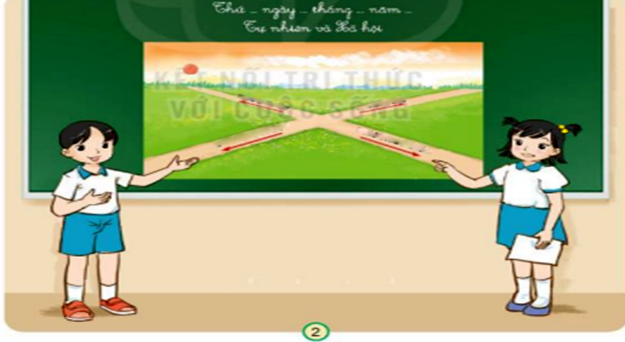 Thứ ... ngày ... tháng ... năm ...
Tự nhiên và Xã hội
KẾT NỐI TRI THỨC
VỚI CUỘC SỐNG
2